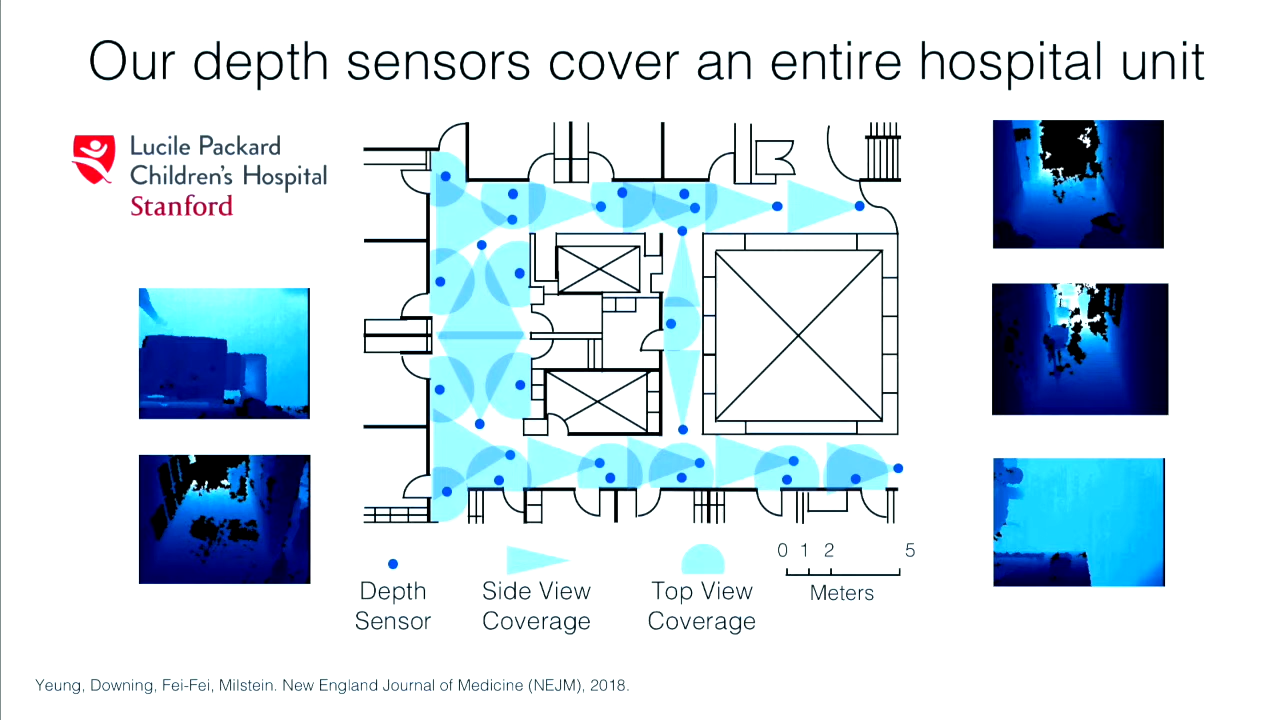 Our depth sensors cover an entire hospital unit
Lucile Packard
Children's Hospital
Stanford
0 1 2 5
Meters
Depth
Sensor
Side View
Coverage
Top View
Coverage
Yeung, Downing, Fei-Fei, Milstein. New England Journal of Medicine (NEJM), 2018.